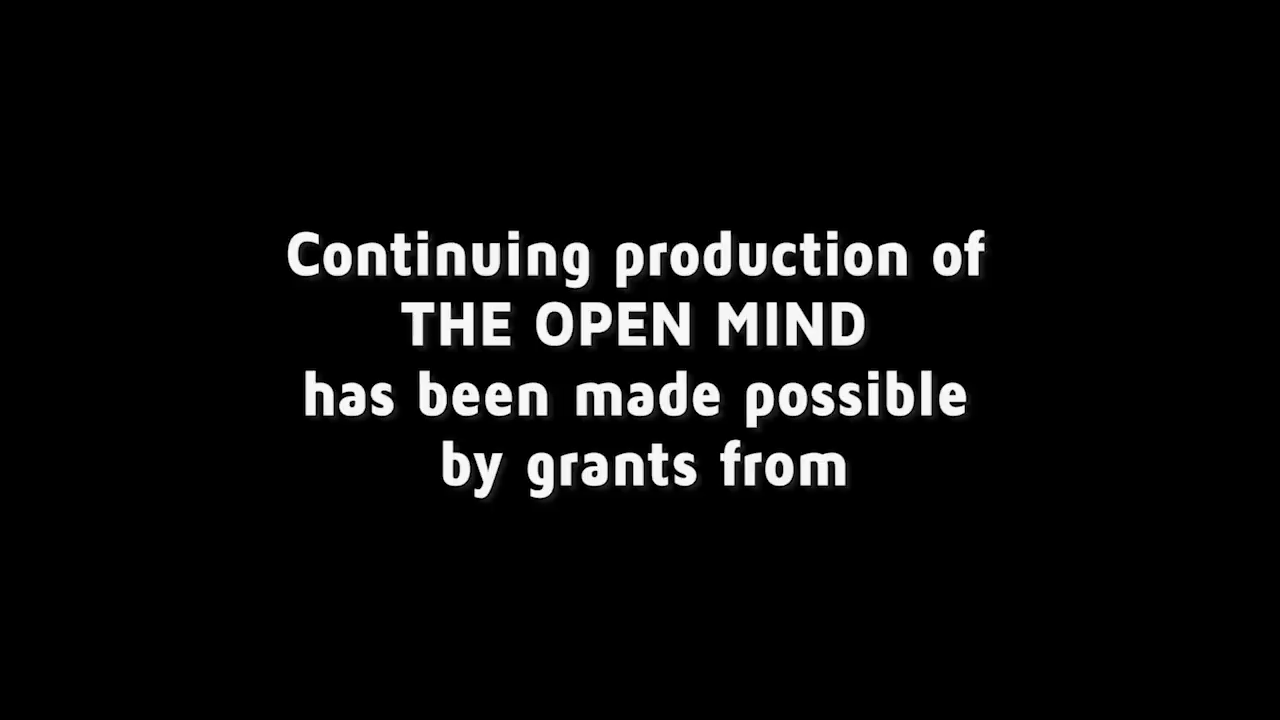 Continuing production of
THE OPEN MIND
has been made possible
by grants from